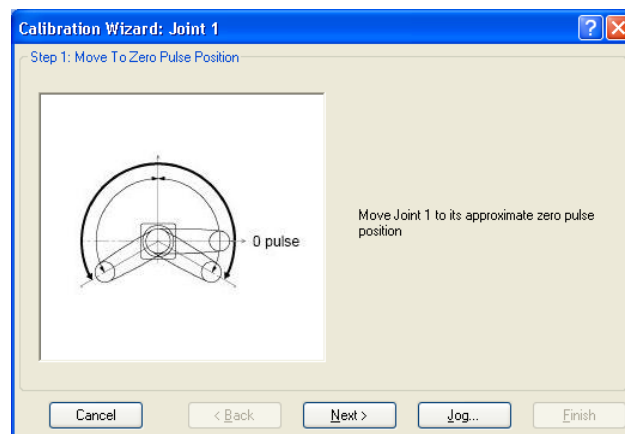 Calibration Wizard: Joint 1
Step 1: Move To Zero Pulse Position
0 pulse
Move Joint 1 to its approximate zero pulse
position
Cancel
< Back
Next >
Jog...
Finish